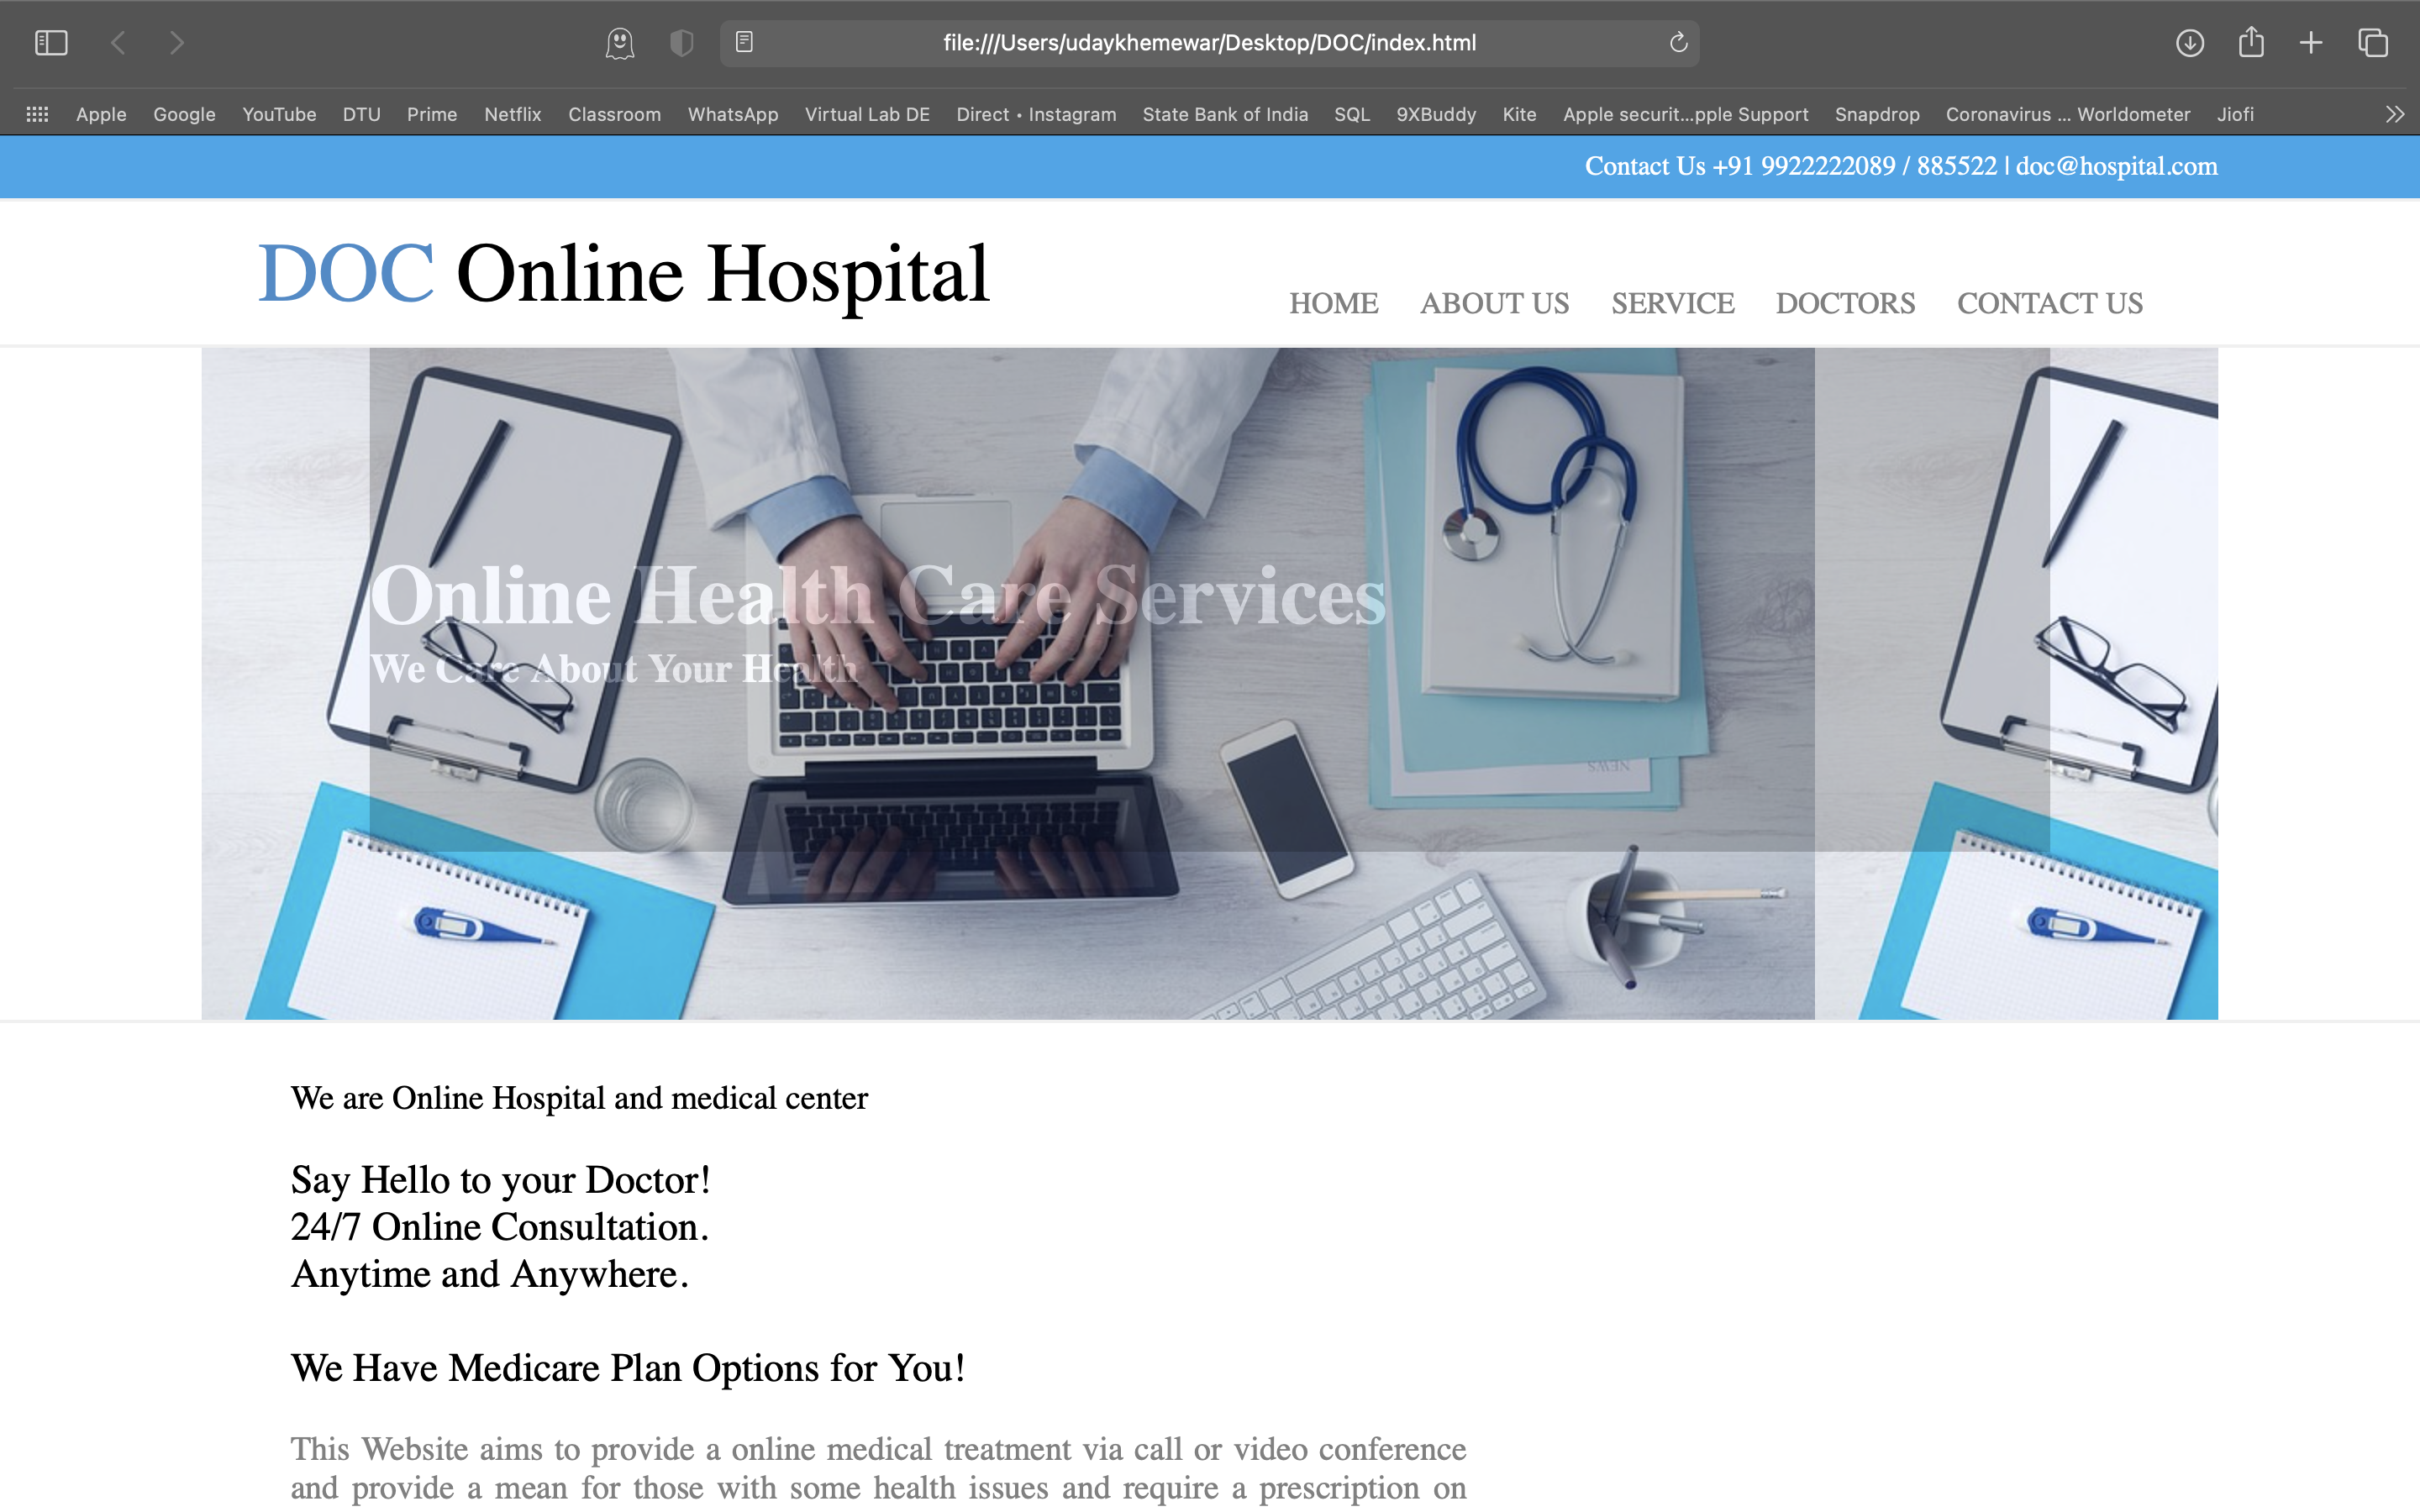 file:///Users/udaykhemewar/Desktop/DOC/index.html
Apple Google YouTube DTU Prime Netflix Classroom WhatsApp Virtual Lab DE Direct • Instagram State Bank of India SQL 9XBuddy Kite Apple securit...pple Support Snapdrop Coronavirus ... Worldometer Jiofi
Contact Us +91 9922222089 / 885522 | doc@hospital.com
DOC Online Hospital
HOME ABOUT US SERVICE DOCTORS CONTACT US
Online Health Care Services
We Care About Your Health
NEWS
We are Online Hospital and medical center
Say Hello to your Doctor!
24/7 Online Consultation.
Anytime and Anywhere.
We Have Medicare Plan Options for You!
This Website aims to provide a online medical treatment via call or video conference
and provide a mean for those with some health issues and require a prescription on